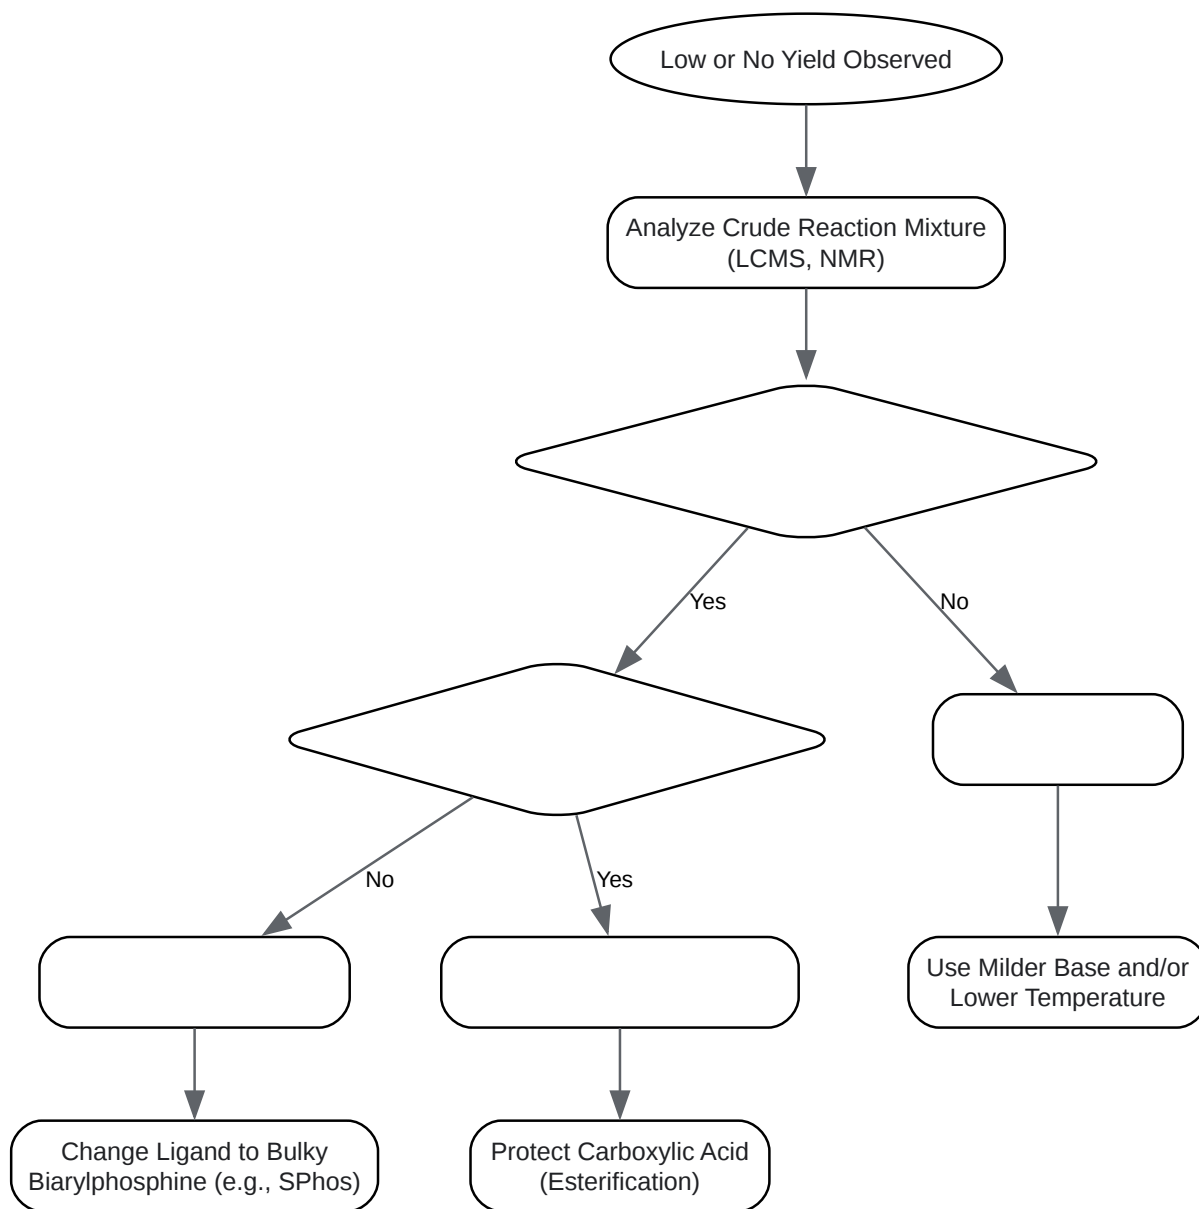 Low or No Yield Observed
Analyze Crude Reaction Mixture
(LCMS, NMR)
Yes
No
No
Yes
Use Milder Base and/or
Lower Temperature
Change Ligand to Bulky
Biarylphosphine (e.g., SPhos)
Protect Carboxylic Acid
(Esterification)